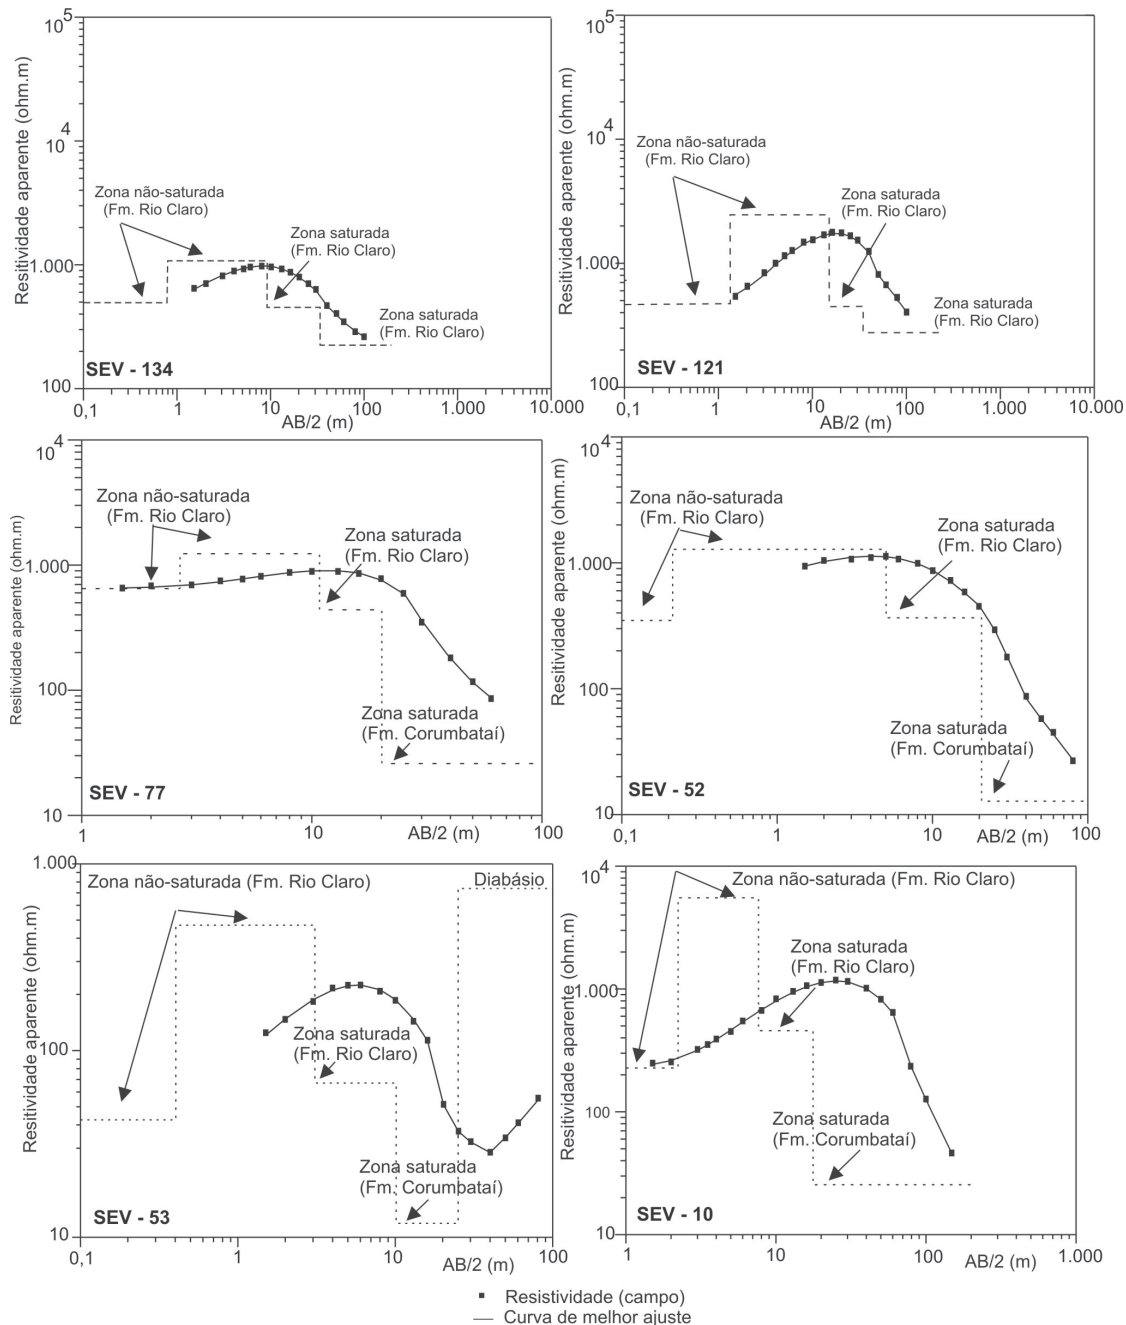 Resitividade aparente (ohm.m)
10^5
10^4
1.000
100
Zona não-saturada
(Fm. Rio Claro)
Zona saturada
(Fm. Rio Claro)
Zona saturada
(Fm. Rio Claro)
SEV - 134
0,1
1
10
100
1.000
10.000
AB/2 (m)
Resitividade aparente (ohm.m)
10^5
10^4
1.000
100
Zona não-saturada
(Fm. Rio Claro)
Zona saturada
(Fm. Rio Claro)
Zona saturada
(Fm. Rio Claro)
SEV - 121
0,1
1
10
100
1.000
10.000
AB/2 (m)
Resitividade aparente (ohm.m)
10^4
1.000
100
10
Zona não-saturada
(Fm. Rio Claro)
Zona saturada
(Fm. Rio Claro)
Zona saturada
(Fm. Corumbataí)
SEV - 77
1
10
AB/2 (m)
100
Resitividade aparente (ohm.m)
10^4
1.000
100
10
Zona não-saturada
(Fm. Rio Claro)
Zona saturada
(Fm. Rio Claro)
Zona saturada
(Fm. Corumbataí)
SEV - 52
0,1
1
10
AB/2 (m)
100
Resitividade aparente (ohm.m)
1.000
100
10
Zona não-saturada (Fm. Rio Claro)
Diabásio
Zona saturada
(Fm. Rio Claro)
Zona saturada
(Fm. Corumbataí)
SEV - 53
0,1
1
10
AB/2 (m)
100
Resitividade aparente (ohm.m)
10^4
1.000
100
10
Zona não-saturada (Fm. Rio Claro)
Zona saturada
(Fm. Rio Claro)
Zona saturada
(Fm. Corumbataí)
SEV - 10
1
10
100
AB/2 (m)
1.000
Resistividade (campo)
Curva de melhor ajuste